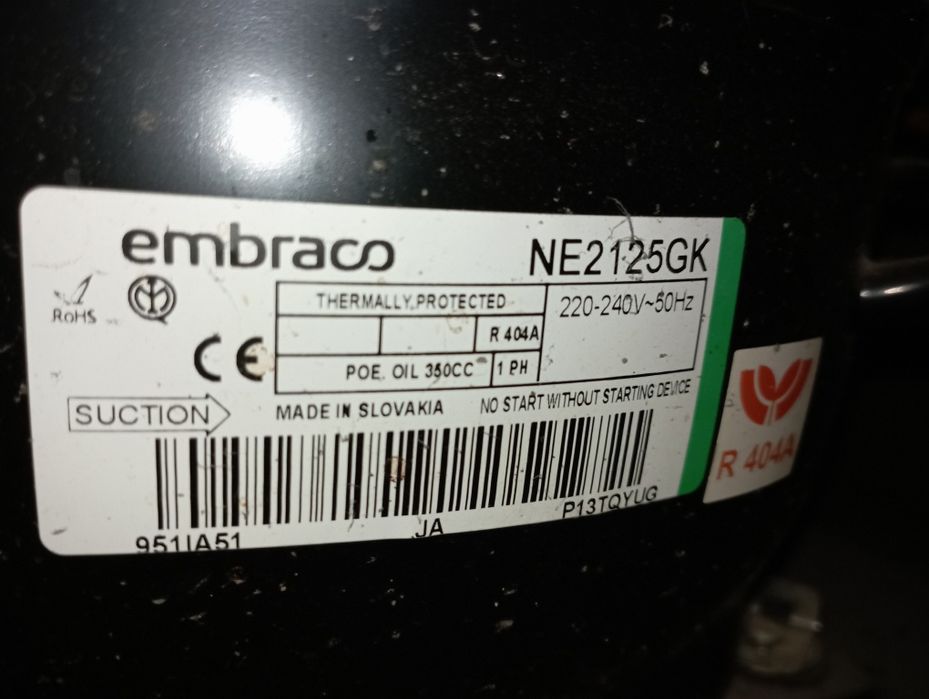 embraco
NE2125GK
RoHS
THERMALLY PROTECTED
220-240V~50Hz
R 404A
CE
POE. OIL 350CC
1 PH
SUCTION
MADE IN SLOVAKIA
NO START WITHOUT STARTING DEVICE
R 404A
951IA51
JA
P13TQYUG